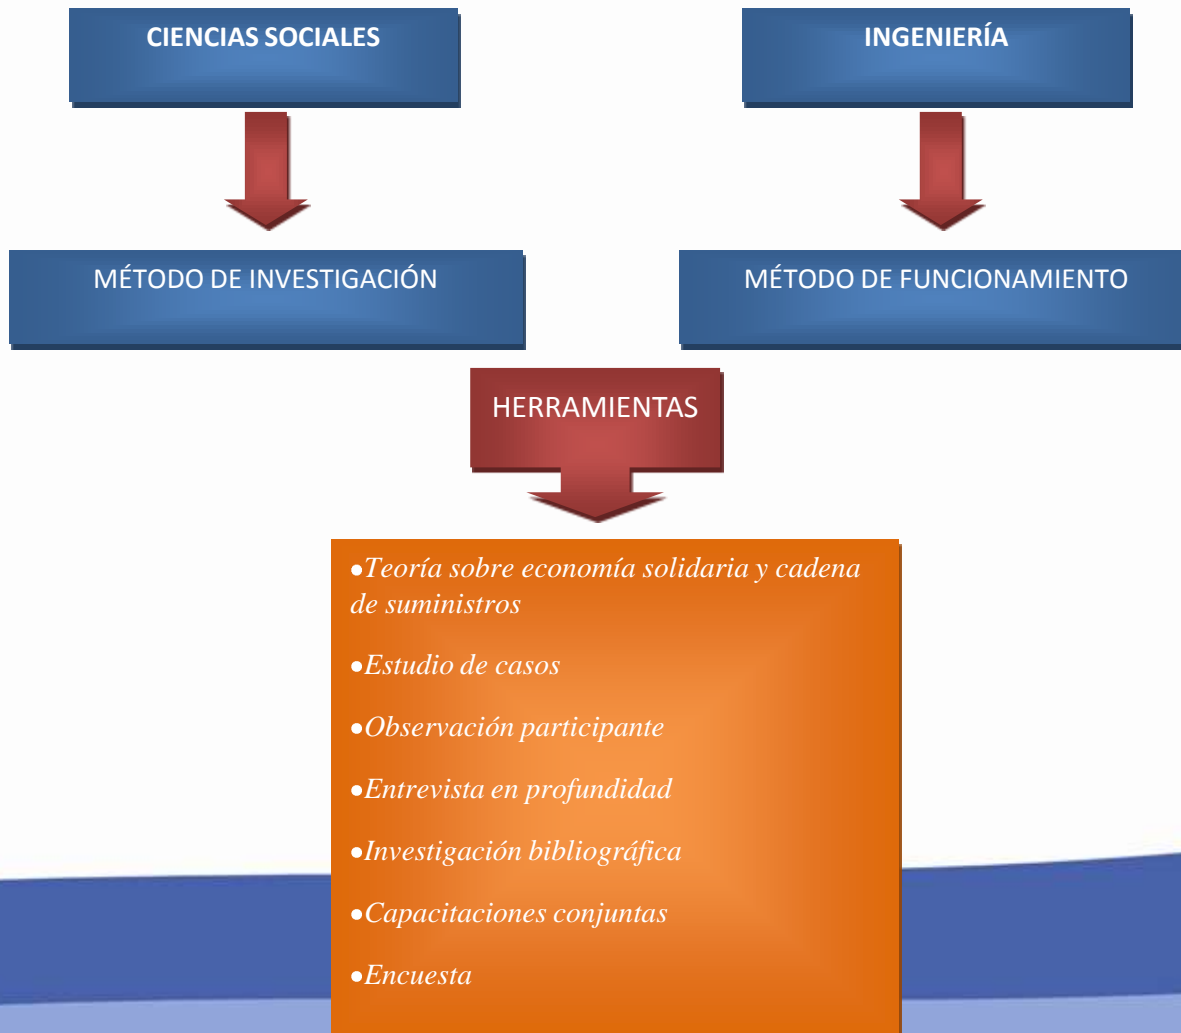 CIENCIAS SOCIALES
INGENIERÍA
MÉTODO DE INVESTIGACIÓN
MÉTODO DE FUNCIONAMIENTO
HERRAMIENTAS
•Teoría sobre economía solidaria y cadena
de suministros
•Estudio de casos
•Observación participante
•Entrevista en profundidad
•Investigación bibliográfica
•Capacitaciones conjuntas
•Encuesta